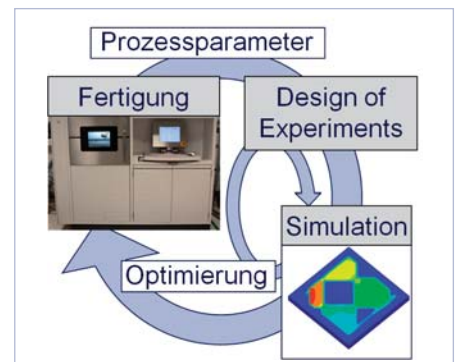 Prozessparameter
Fertigung
Design of
Experiments
Simulation
Optimierung